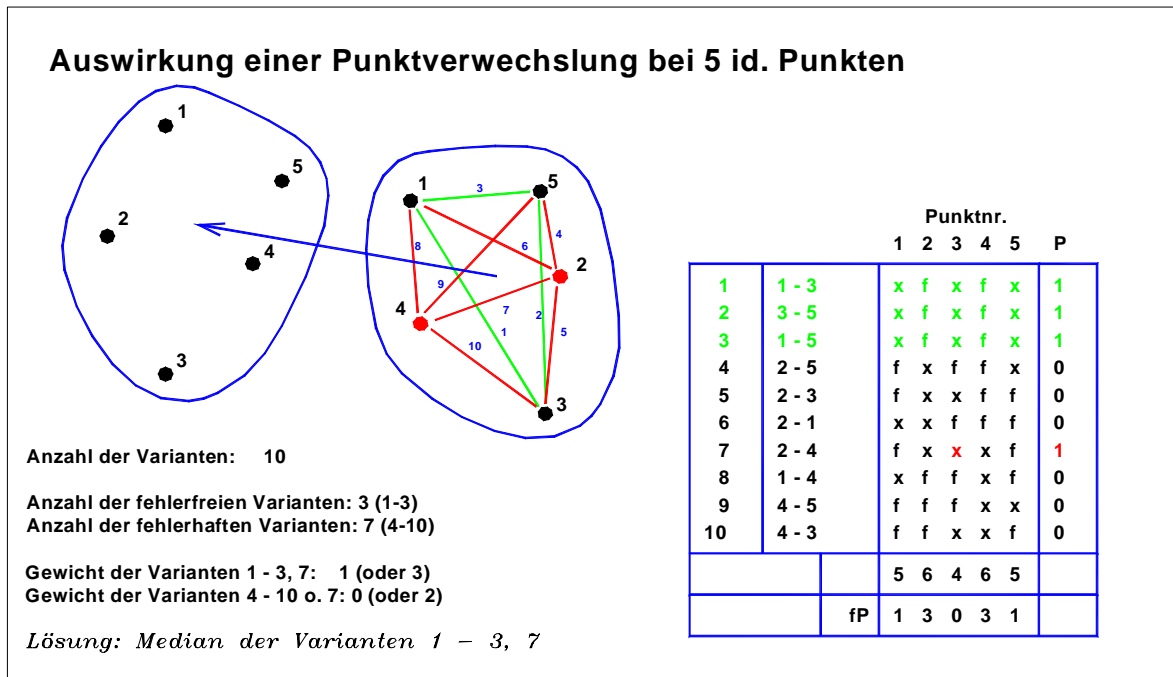 Auswirkung einer Punktverwechslung bei 5 id. Punkten
1
5
2
4
3
1
3
5
8
6
4
2
9
4
7
2
1
5
10
3
Anzahl der Varianten: 10
Anzahl der fehlerfreien Varianten: 3 (1-3)
Anzahl der fehlerhaften Varianten: 7 (4-10)
Gewicht der Varianten 1 - 3, 7: 1 (oder 3)
Gewicht der Varianten 4 - 10 o. 7: 0 (oder 2)
Lösung: Median der Varianten 1 - 3, 7
Punktnr.
1 2 3 4 5 P
1 1 - 3 x f x f x 1
2 3 - 5 x f x f x 1
3 1 - 5 x f x f x 1
4 2 - 5 f x f f x 0
5 2 - 3 f x x f f 0
6 2 - 1 x x f f f 0
7 2 - 4 f x x x f 1
8 1 - 4 x f f x f 0
9 4 - 5 f f f x x 0
10 4 - 3 f f x x f 0
5 6 4 6 5
fP 1 3 0 3 1